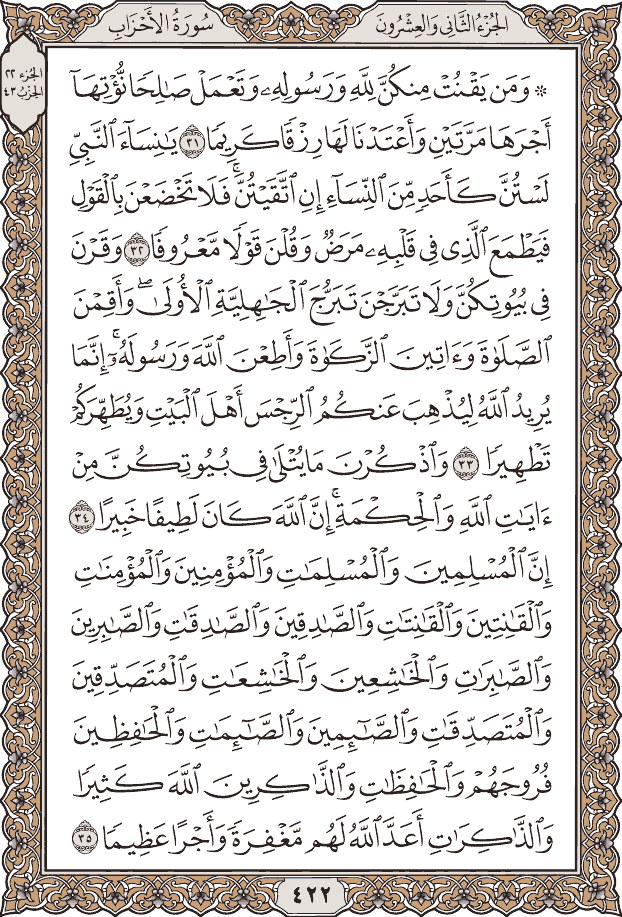 الجزء الثاني والعشرون سورة الأحزاب
الجزء ٢٢
الحزب ٤٣
۞ وَمَن يَقْنُتْ مِنكُنَّ لِلَّهِ وَرَسُولِهِۦ وَتَعْمَلْ صَٰلِحًا نُّؤْتِهَآ
أَجْرَهَا مَرَّتَيْنِ وَأَعْتَدْنَا لَهَا رِزْقًا كَرِيمًا ٣١ يَٰنِسَآءَ ٱلنَّبِيِّ
لَسْتُنَّ كَأَحَدٍ مِّنَ ٱلنِّسَآءِ إِنِ ٱتَّقَيْتُنَّۚ فَلَا تَخْضَعْنَ بِٱلْقَوْلِ
فَيَطْمَعَ ٱلَّذِى فِى قَلْبِهِۦ مَرَضٌ وَقُلْنَ قَوْلًا مَّعْرُوفًا ٣٢ وَقَرْنَ
فِى بُيُوتِكُنَّ وَلَا تَبَرَّجْنَ تَبَرُّجَ ٱلْجَٰهِلِيَّةِ ٱلْأُولَىٰۖ وَأَقِمْنَ
ٱلصَّلَوٰةَ وَءَاتِينَ ٱلزَّكَوٰةَ وَأَطِعْنَ ٱللَّهَ وَرَسُولَهُۥٓۚ إِنَّمَا
يُرِيدُ ٱللَّهُ لِيُذْهِبَ عَنكُمُ ٱلرِّجْسَ أَهْلَ ٱلْبَيْتِ وَيُطَهِّرَكُمْ
تَطْهِيرًا ٣٣ وَٱذْكُرْنَ مَا يُتْلَىٰ فِى بُيُوتِكُنَّ مِنْ
ءَايَٰتِ ٱللَّهِ وَٱلْحِكْمَةِۚ إِنَّ ٱللَّهَ كَانَ لَطِيفًا خَبِيرًا ٣٤
إِنَّ ٱلْمُسْلِمِينَ وَٱلْمُسْلِمَٰتِ وَٱلْمُؤْمِنِينَ وَٱلْمُؤْمِنَٰتِ
وَٱلْقَٰنِتِينَ وَٱلْقَٰنِتَٰتِ وَٱلصَّٰدِقِينَ وَٱلصَّٰدِقَٰتِ وَٱلصَّٰبِرِينَ
وَٱلصَّٰبِرَٰتِ وَٱلْخَٰشِعِينَ وَٱلْخَٰشِعَٰتِ وَٱلْمُتَصَدِّقِينَ
وَٱلْمُتَصَدِّقَٰتِ وَٱلصَّٰٓئِمِينَ وَٱلصَّٰٓئِمَٰتِ وَٱلْحَٰفِظِينَ
فُرُوجَهُمْ وَٱلْحَٰفِظَٰتِ وَٱلذَّٰكِرِينَ ٱللَّهَ كَثِيرًا
وَٱلذَّٰكِرَٰتِ أَعَدَّ ٱللَّهُ لَهُم مَّغْفِرَةً وَأَجْرًا عَظِيمًا ٣٥
٤٢٢